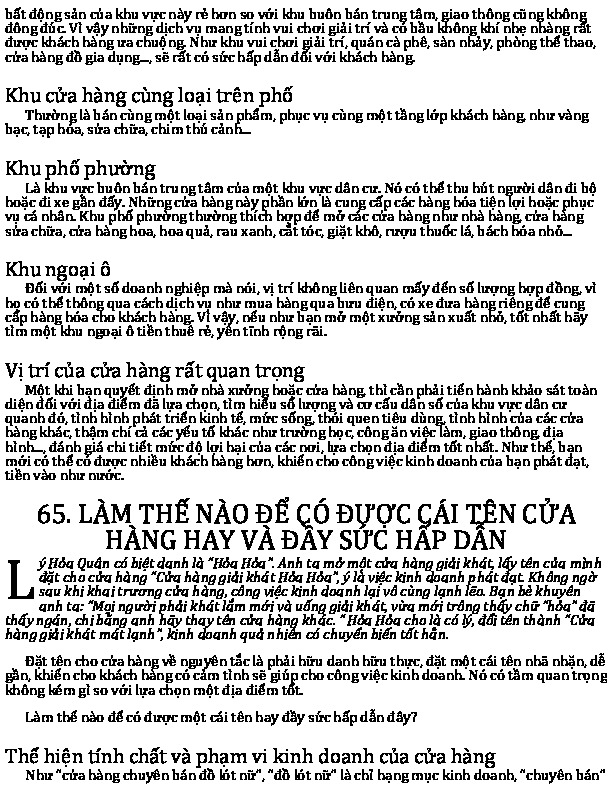 bất động sản của khu vực này rẻ hơn so với khu buôn bán trung tâm, giao thông cũng không
đông đúc. Vì vậy những dịch vụ mang tính vui chơi giải trí và có bầu không khí nhẹ nhàng rất
được khách hàng ưa chuộng. Như khu vui chơi giải trí, quán cà phê, sàn nhảy, phòng thể thao,
cửa hàng đồ gia dụng..., sẽ rất có sức hấp dẫn đối với khách hàng.
Khu cửa hàng cùng loại trên phố
Thường là bán cùng một loại sản phẩm, phục vụ cùng một tầng lớp khách hàng, như vàng
bạc, tạp hóa, sửa chữa, chim thú cảnh...
Khu phố phường
Là khu vực buôn bán trung tâm của một khu vực dân cư. Nó có thể thu hút người dân đi bộ
hoặc đi xe gần đấy. Những cửa hàng này phần lớn là cung cấp các hàng hóa tiện lợi hoặc phục
vụ cá nhân. Khu phố phường thường thích hợp để mở các cửa hàng như nhà hàng, cửa hàng
sửa chữa, cửa hàng hoa, hoa quả, rau xanh, cắt tóc, giặt khô, rượu thuốc lá, bách hóa nhỏ...
Khu ngoại ô
Đối với một số doanh nghiệp mà nói, vị trí không liên quan mấy đến số lượng hợp đồng, vì
họ có thể thông qua cách dịch vụ như mua hàng qua bưu điện, có xe đưa hàng riêng để cung
cấp hàng hóa cho khách hàng. Vì vậy, nếu như bạn mở một xưởng sản xuất nhỏ, tốt nhất hãy
tìm một khu ngoại ô tiền thuê rẻ, yên tĩnh rộng rãi.
Vị trí của cửa hàng rất quan trọng
Một khi bạn quyết định mở nhà xưởng hoặc cửa hàng, thì cần phải tiến hành khảo sát toàn
diện đối với địa điểm đã lựa chọn, tìm hiểu số lượng và cơ cấu dân số của khu vực dân cư
quanh đó, tình hình phát triển kinh tế, mức sống, thói quen tiêu dùng, tình hình của các cửa
hàng khác, thậm chí cả các yếu tố khác như trường học, công ăn việc làm, giao thông, địa
hình..., đánh giá chi tiết mức độ lợi hại của các nơi, lựa chọn địa điểm tốt nhất. Như thế, bạn
mới có thể có được nhiều khách hàng hơn, khiến cho công việc kinh doanh của bạn phát đạt,
tiền vào như nước.
65. LÀM THẾ NÀO ĐỂ CÓ ĐƯỢC CÁI TÊN CỬA
HÀNG HAY VÀ ĐẦY SỨC HẤP DẪN
Lý Hỏa Quân có biệt danh là "Hỏa Hỏa". Anh ta mở một cửa hàng giải khát, lấy tên của mình
đặt cho cửa hàng "Cửa hàng giải khát Hỏa Hỏa", ý là việc kinh doanh phát đạt. Không ngờ
sau khi khai trương cửa hàng, công việc kinh doanh lại vô cùng lạnh lẽo. Bạn bè khuyên
anh ta: "Mọi người phải khát lắm mới và uống giải khát, vừa mới trông thấy chữ "hỏa" đã
thấy ngán, chi bằng anh hãy thay tên cửa hàng khác. " Hỏa Hỏa cho là có lý, đổi tên thành "Cửa
hàng giải khát mát lạnh", kinh doanh quả nhiên có chuyển biến tốt hẳn.
Đặt tên cho cửa hàng về nguyên tắc là phải hữu danh hữu thực, đặt một cái tên nhã nhặn, dễ
gần, khiến cho khách hàng có cảm tình sẽ giúp cho công việc kinh doanh. Nó có tầm quan trọng
không kém gì so với lựa chọn một địa điểm tốt.
Làm thế nào để có được một cái tên hay đầy sức hấp dẫn đây?
Thể hiện tính chất và phạm vi kinh doanh của cửa hàng
Như "cửa hàng chuyên bán đồ lót nữ", "đồ lót nữ" là chỉ hạng mục kinh doanh, "chuyên bán"